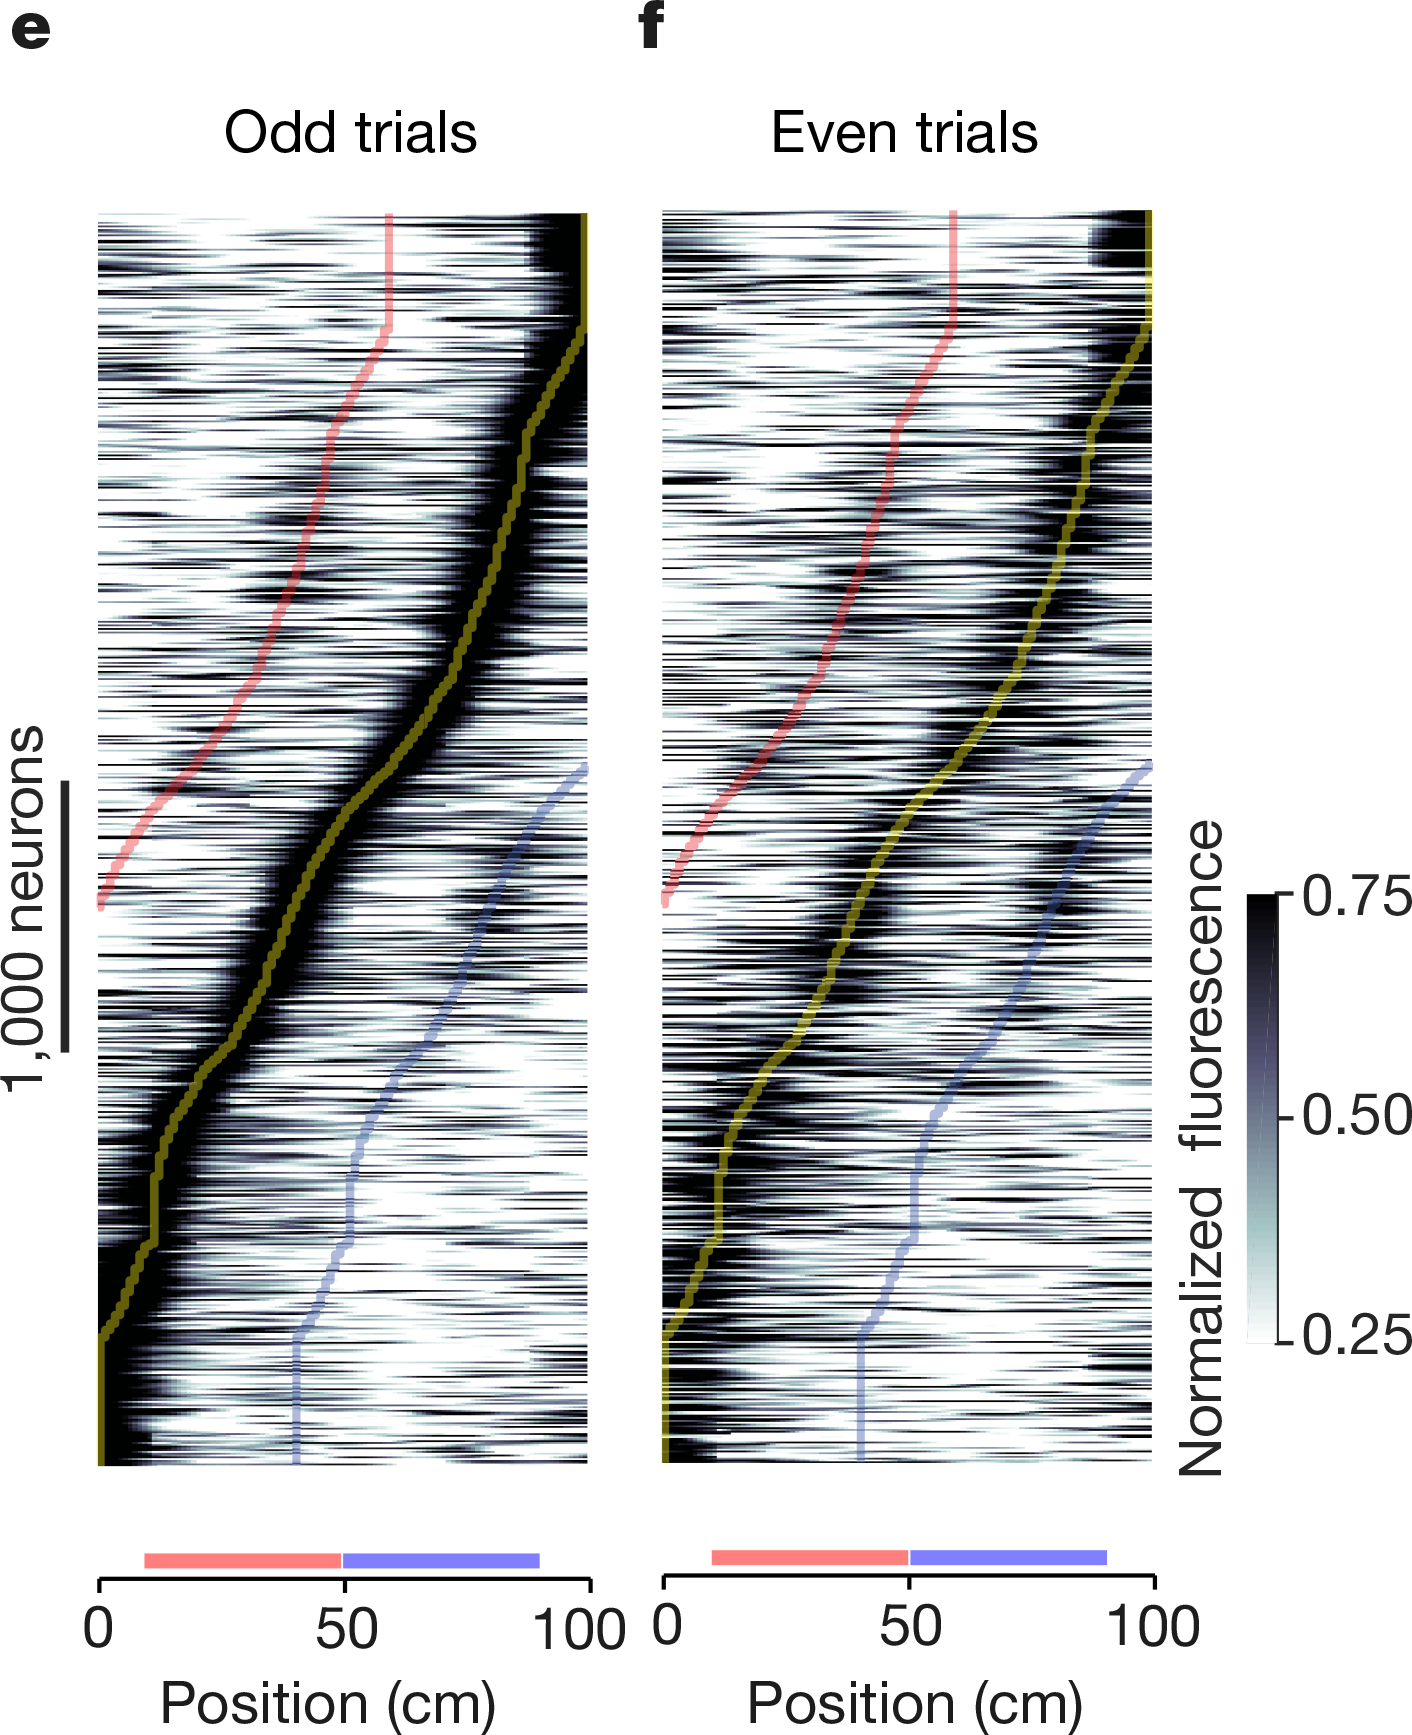 e
f
Odd trials
Even trials
1,000 neurons
Normalized fluorescence
0.75
0.50
0.25
0
50
100
0
50
100
Position (cm)
Position (cm)